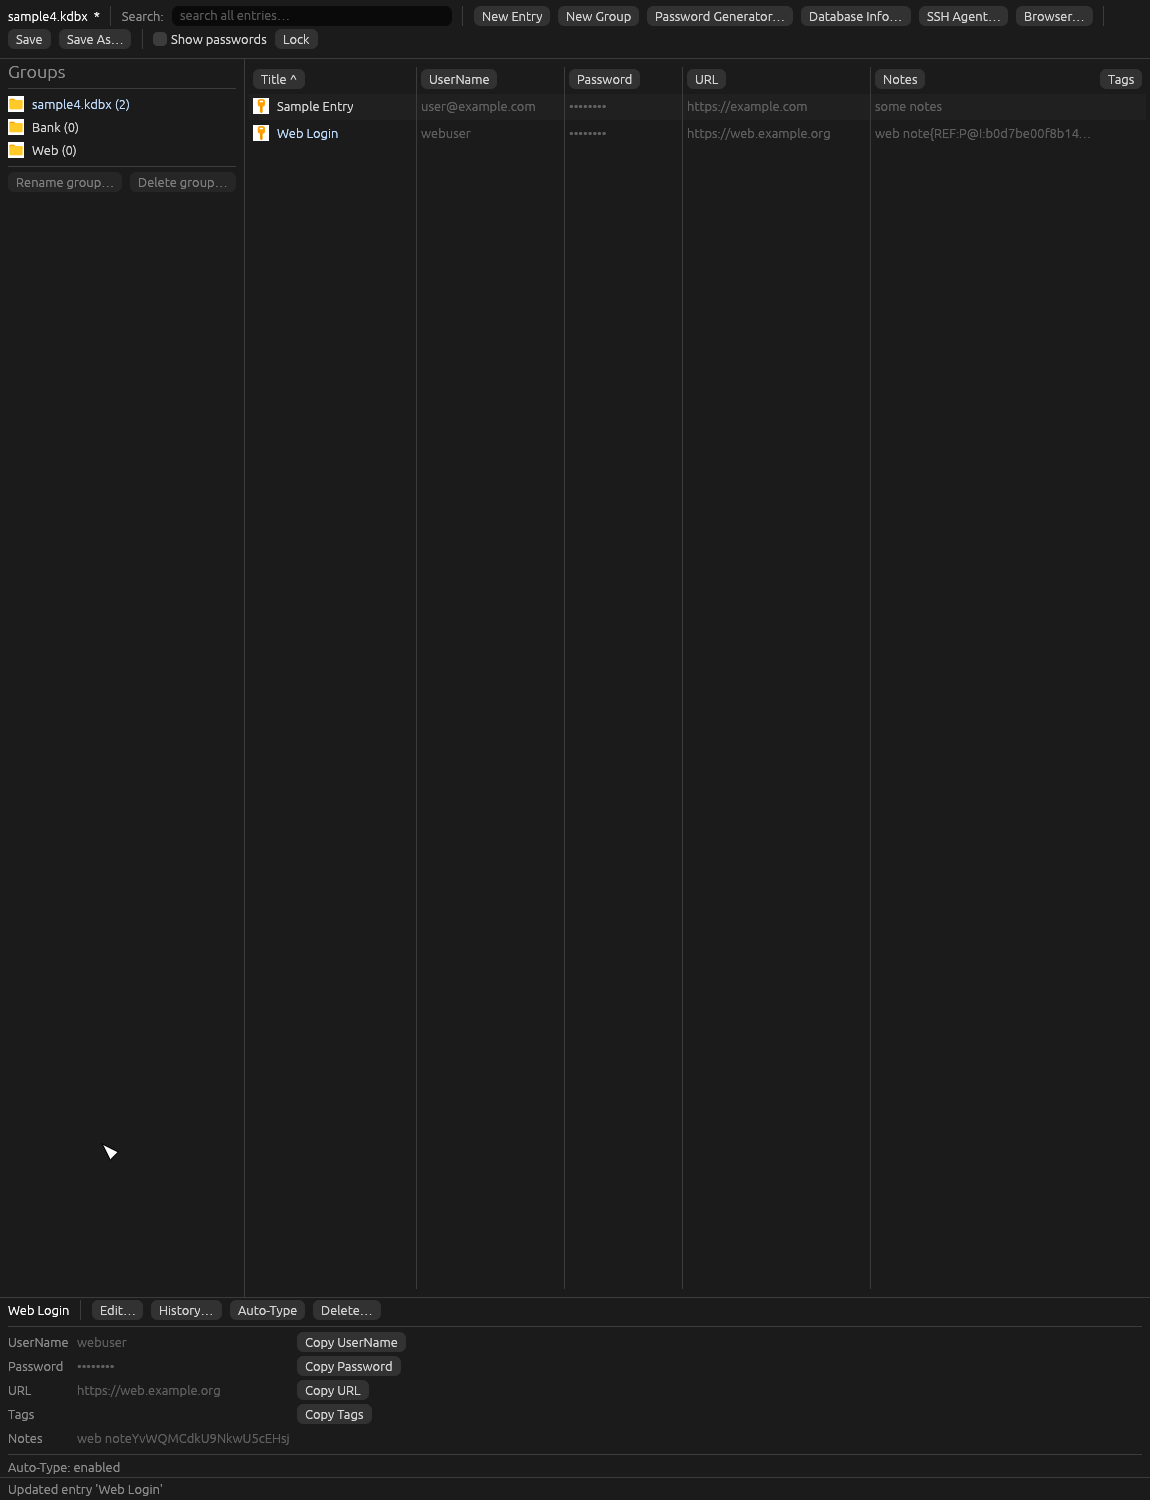 sample4.kdbx * Search: search all entries... New Entry New Group Password Generator... Database Info... SSH Agent... Browser...
Save Save As... Show passwords Lock
Groups
sample4.kdbx (2)
Bank (0)
Web (0)
Rename group... Delete group...
Title ^ UserName Password URL Notes Tags
Sample Entry user@example.com •••••••• https://example.com some notes
Web Login webuser •••••••• https://web.example.org web note{REF:P@I:b0d7be00f8b14...
Web Login Edit... History... Auto-Type Delete...
UserName webuser Copy UserName
Password •••••••• Copy Password
URL https://web.example.org Copy URL
Tags Copy Tags
Notes web noteYvWQMCdkU9NkwU5cEHsj
Auto-Type: enabled
Updated entry 'Web Login'